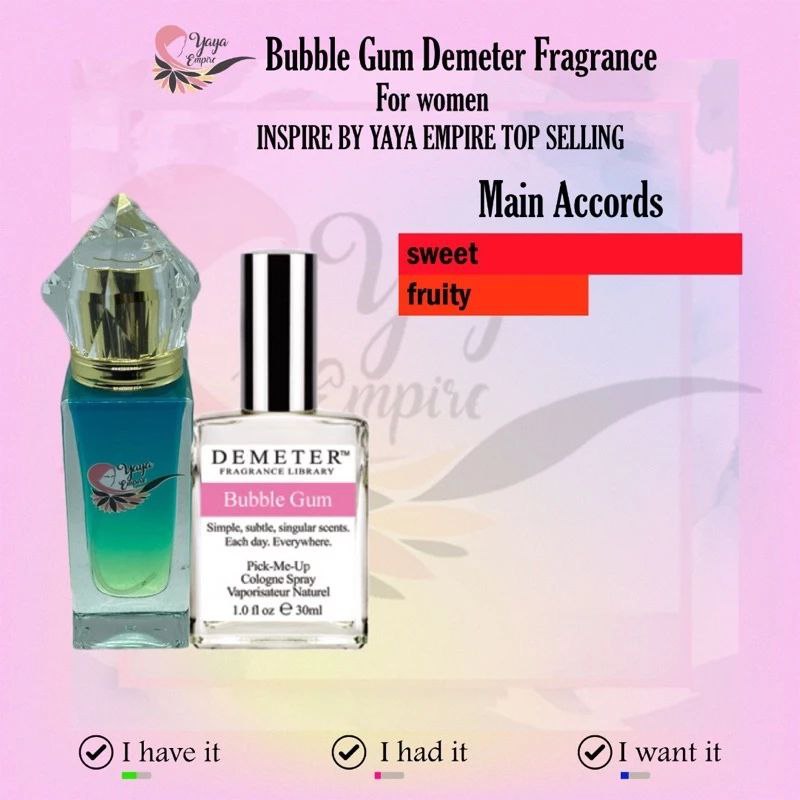 Yaya
Empire
Bubble Gum Demeter Fragrance
For women
INSPIRE BY YAYA EMPIRE TOP SELLING
Main Accords
sweet
fruity
Yaya
Empire
Yaya
Empire
DEMETER™
FRAGRANCE LIBRARY
Bubble Gum
Simple, subtle, singular scents.
Each day. Everywhere.
Pick-Me-Up
Cologne Spray
Vaporisateur Naturel
1.0 fl oz ℮ 30ml
I have it
I had it
I want it